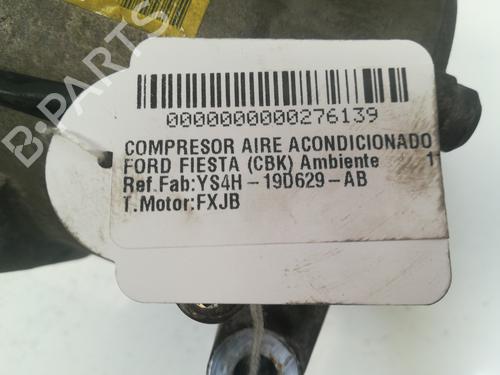 0000000000276139
COMPRESOR AIRE ACONDICIONADO
FORD FIESTA (CBK) Ambiente 1
Ref.Fab:YS4H-19D629-AB
T.Motor:FXJB
B-PARTS